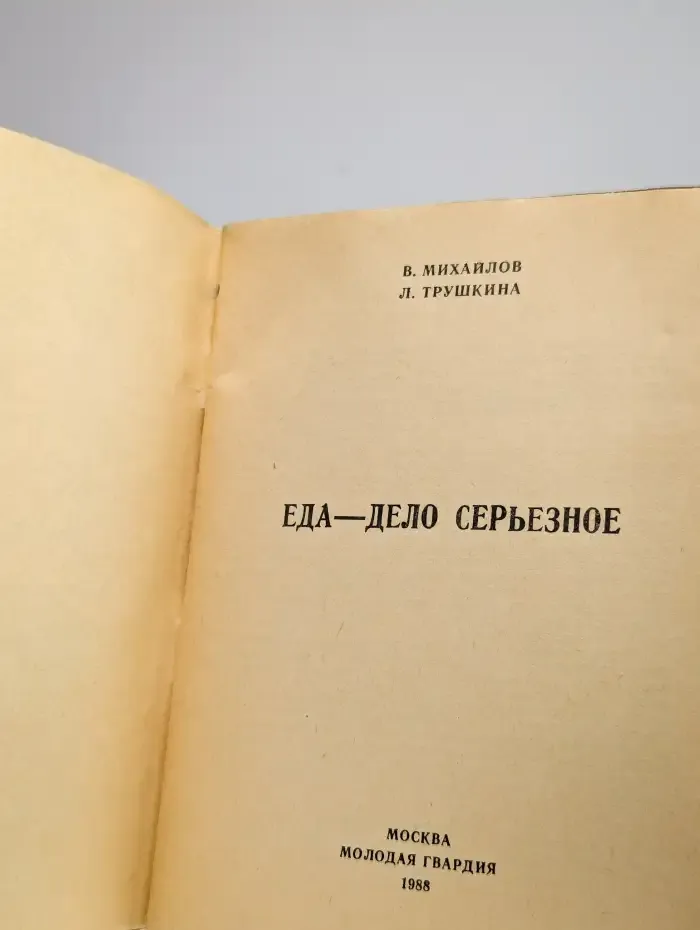 В. МИХАЙЛОВ
Л. ТРУШКИНА
ЕДА—ДЕЛО СЕРЬЕЗНОЕ
МОСКВА
МОЛОДАЯ ГВАРДИЯ
1988